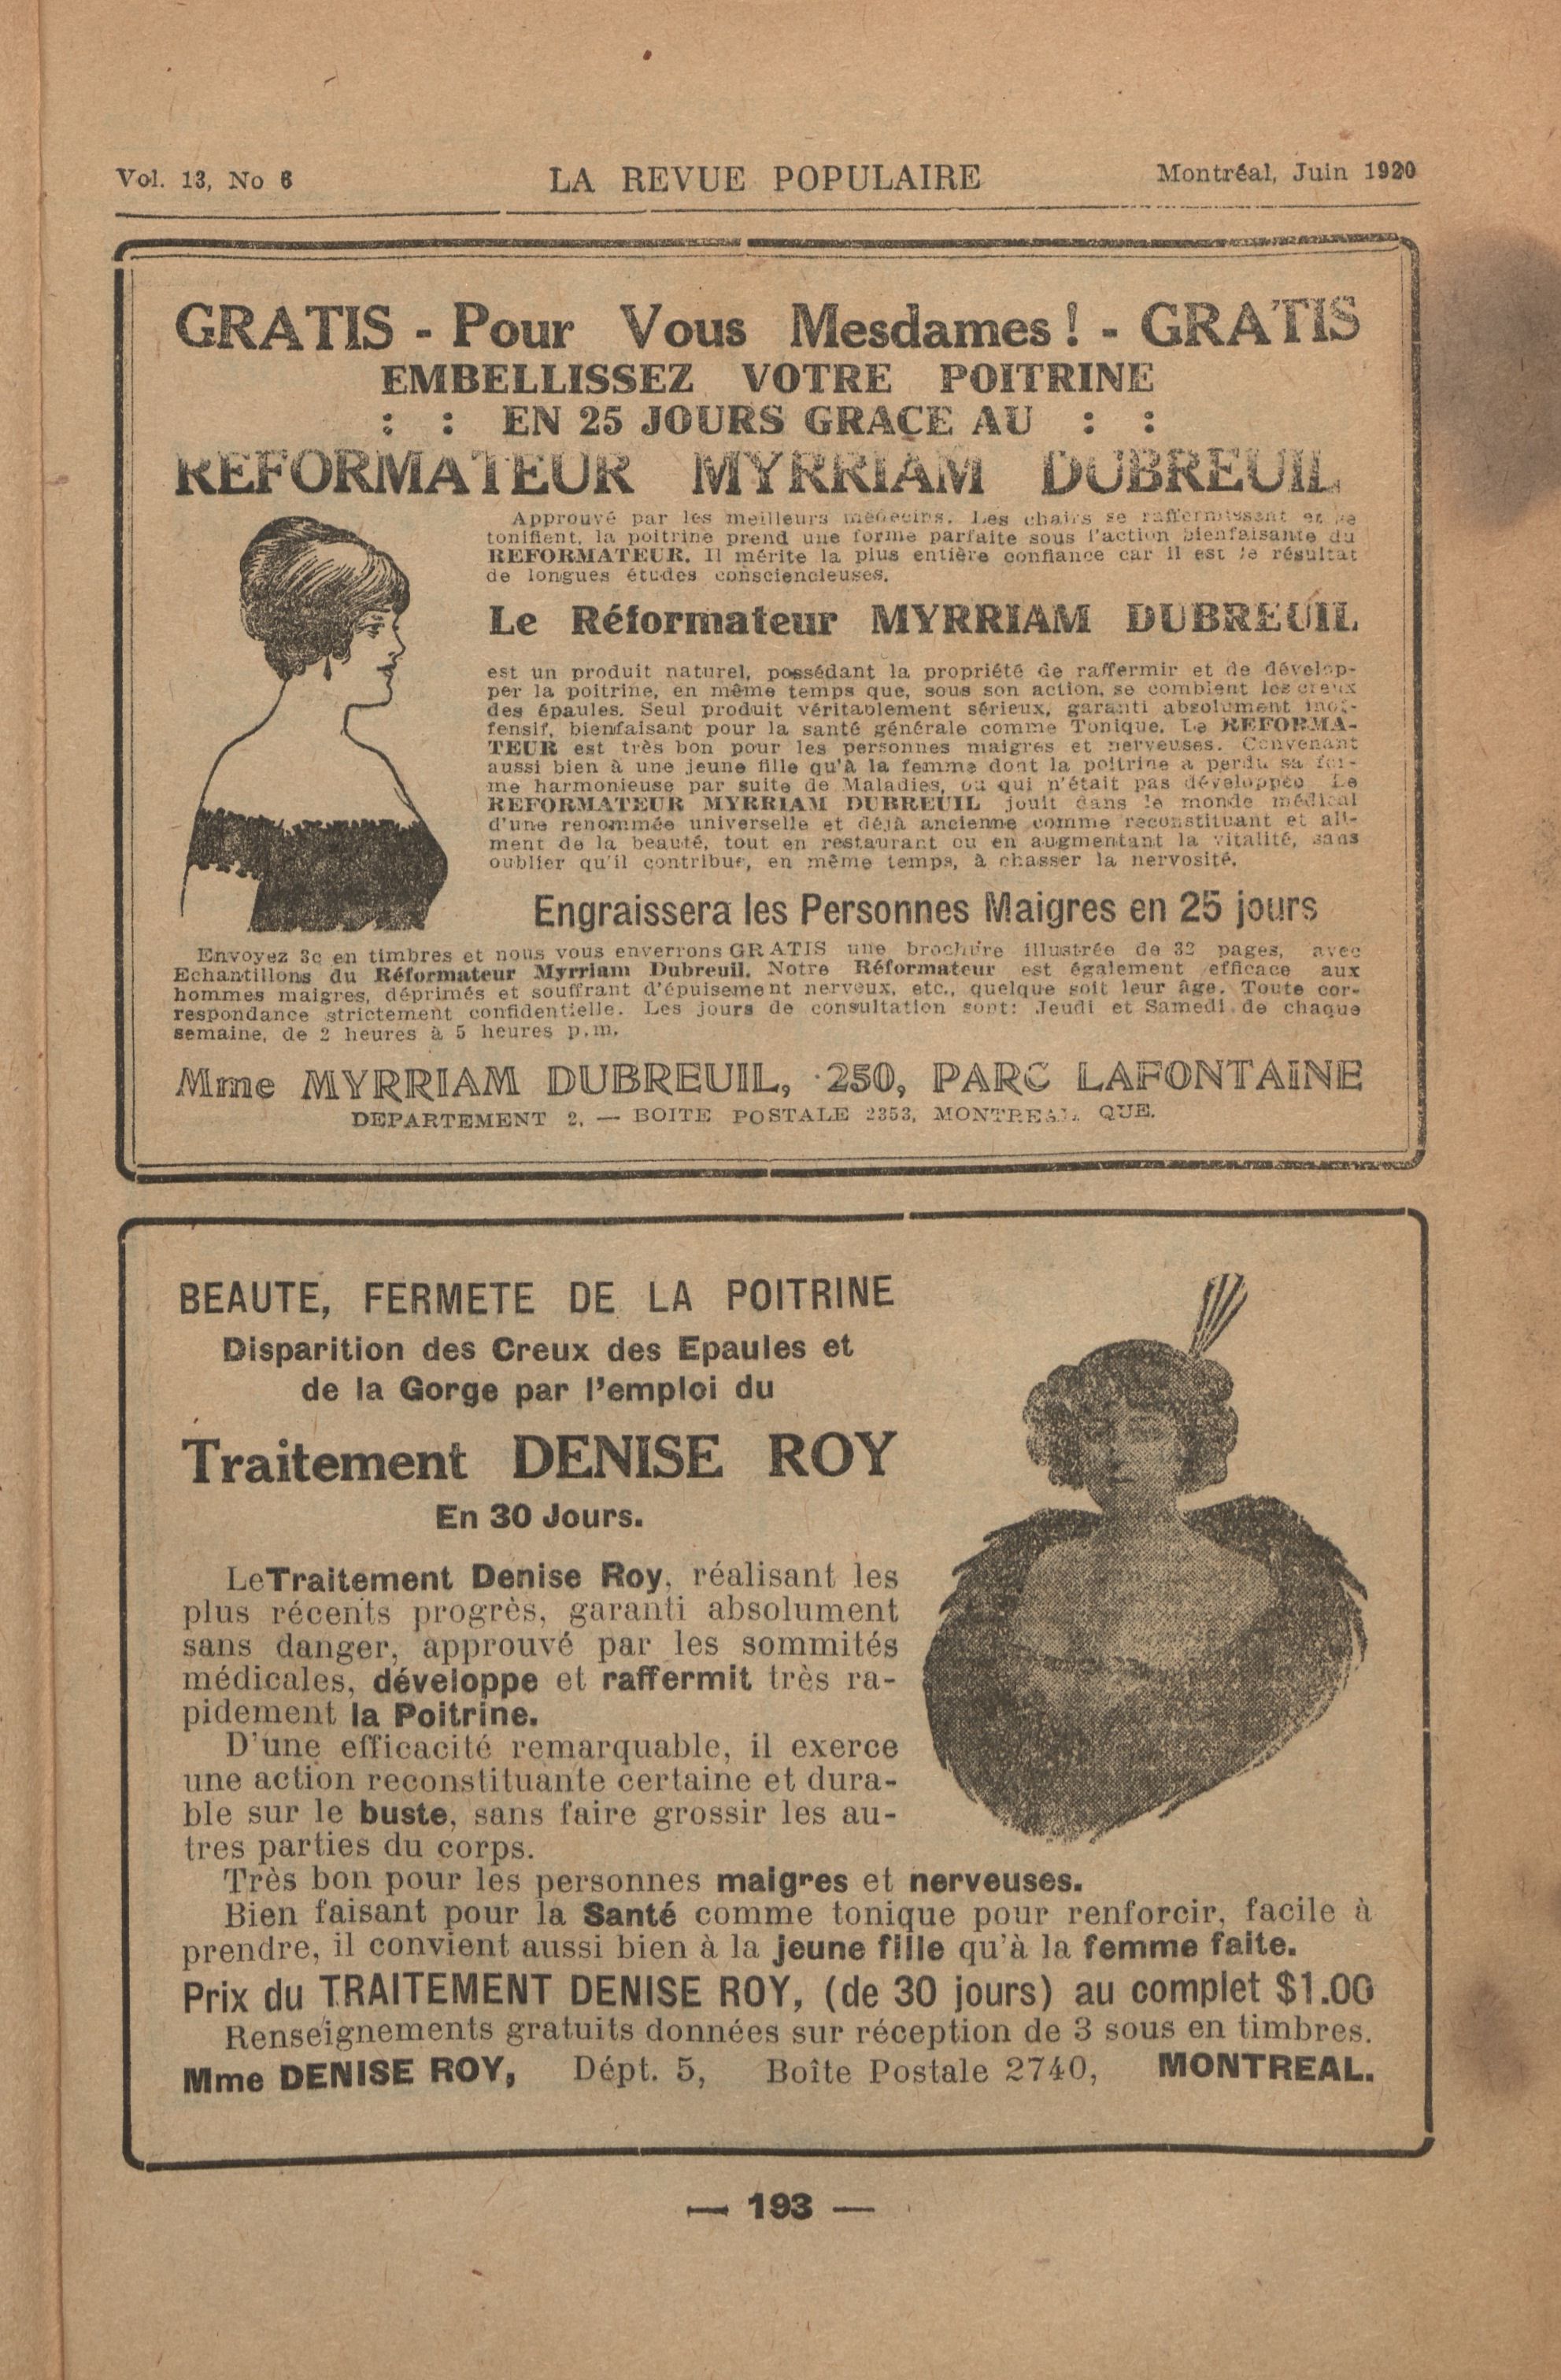 Vol. 13, No 6 LA REVUE POPULAIRE Montréal, Juin 1920
GRATIS - Pour Vous Mesdames! - GRATIS
EMBELLISSEZ VOTRE POITRINE
: : EN 25 JOURS GRACE AU : :
REFORMATEUR MYRRIAM DUBREUIL
Approuvé par les meilleurs médecins. Les chairs se raffermissent et se
tonifient, la poitrine prend une forme parfaite sous l'action bienfaisante du
REFORMATEUR. Il mérite la plus entière confiance car il est le résultat
de longues études consciencieuses.
Le Réformateur MYRRIAM DUBREUIL
est un produit naturel, possédant la propriété de raffermir et de dévelop-
per la poitrine, en même temps que, sous son action, se comblent les creux
des épaules. Seul produit véritablement sérieux, garanti absolument inof-
fensif, bienfaisant pour la santé générale comme Tonique. Le REFORMA-
TEUR est très bon pour les personnes maigres et nerveuses. Convenant
aussi bien à une jeune fille qu'à la femme dont la poitrine a perdu sa for-
me harmonieuse par suite de Maladies, ou qui n'était pas développée. Le
REFORMATEUR MYRRIAM DUBREUIL jouit dans le monde médical
d'une renommée universelle et déjà ancienne comme reconstituant et ali-
ment de la beauté, tout en restaurant ou en augmentant la vitalité, sans
oublier qu'il contribue, en même temps, à chasser la nervosité.
Engraissera les Personnes Maigres en 25 jours
Envoyez 3c en timbres et nous vous enverrons GRATIS une brochure illustrée de 32 pages, avec
Echantillons du Réformateur Myrriam Dubreuil. Notre Réformateur est également efficace aux
hommes maigres, déprimés et souffrant d'épuisement nerveux, etc., quelque soit leur âge. Toute cor-
respondance strictement confidentielle. Les jours de consultation sont: Jeudi et Samedi de chaque
semaine, de 2 heures à 5 heures p.m.
Mme MYRRIAM DUBREUIL, 250, PARC LAFONTAINE
DEPARTEMENT 2, — BOITE POSTALE 2353, MONTREAL, QUE.
BEAUTE, FERMETE DE LA POITRINE
Disparition des Creux des Epaules et
de la Gorge par l'emploi du
Traitement DENISE ROY
En 30 Jours.
Le Traitement Denise Roy, réalisant les
plus récents progrès, garanti absolument
sans danger, approuvé par les sommités
médicales, développe et raffermit très ra-
pidement la Poitrine.
D'une efficacité remarquable, il exerce
une action reconstituante certaine et dura-
ble sur le buste, sans faire grossir les au-
tres parties du corps.
Très bon pour les personnes maigres et nerveuses.
Bien faisant pour la Santé comme tonique pour renforcir, facile à
prendre, il convient aussi bien à la jeune fille qu'à la femme faite.
Prix du TRAITEMENT DENISE ROY, (de 30 jours) au complet $1.00
Renseignements gratuits données sur réception de 3 sous en timbres.
Mme DENISE ROY, Dépt. 5, Boîte Postale 2740, MONTREAL.
— 193 —